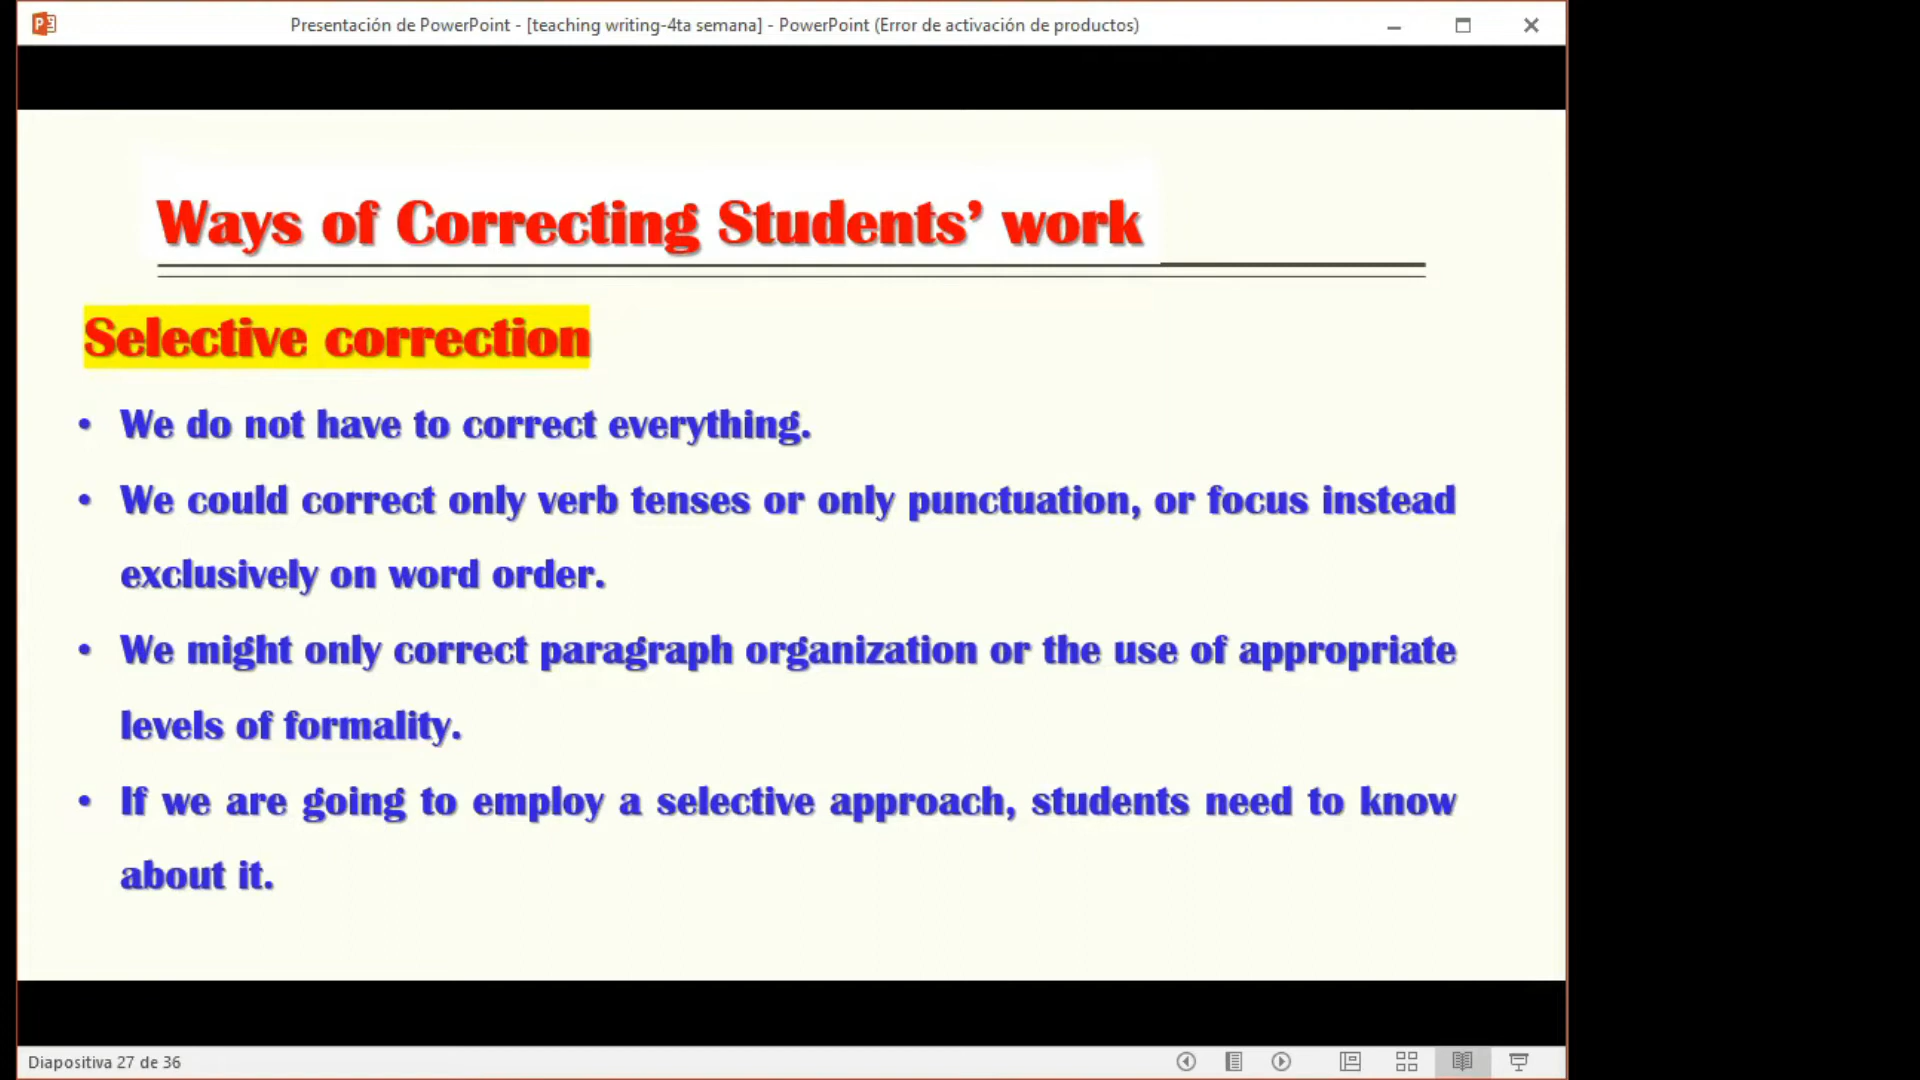 Presentación de PowerPoint - [teaching writing-4ta semana] - PowerPoint (Error de activación de productos)
Ways of Correcting Students’ work
Selective correction
• We do not have to correct everything.
• We could correct only verb tenses or only punctuation, or focus instead
exclusively on word order.
• We might only correct paragraph organization or the use of appropriate
levels of formality.
• If we are going to employ a selective approach, students need to know
about it.
Diapositiva 27 de 36